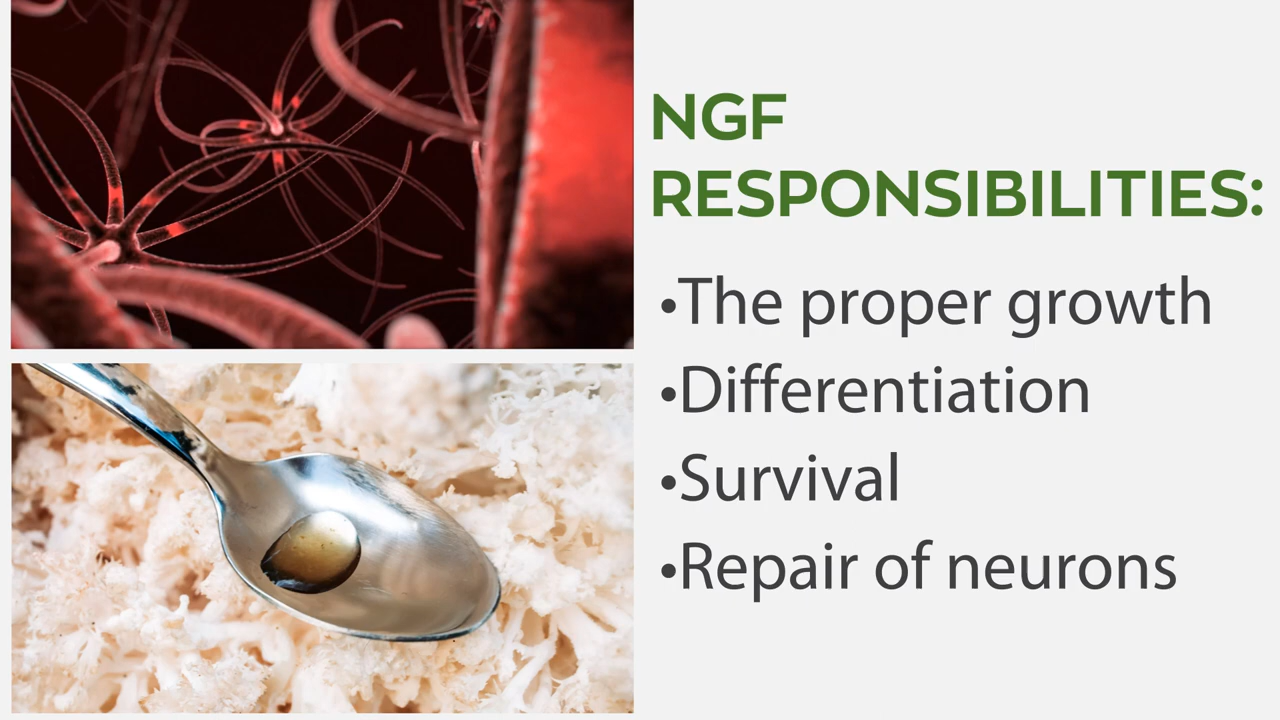 NGF
RESPONSIBILITIES:
•The proper growth
•Differentiation
•Survival
•Repair of neurons